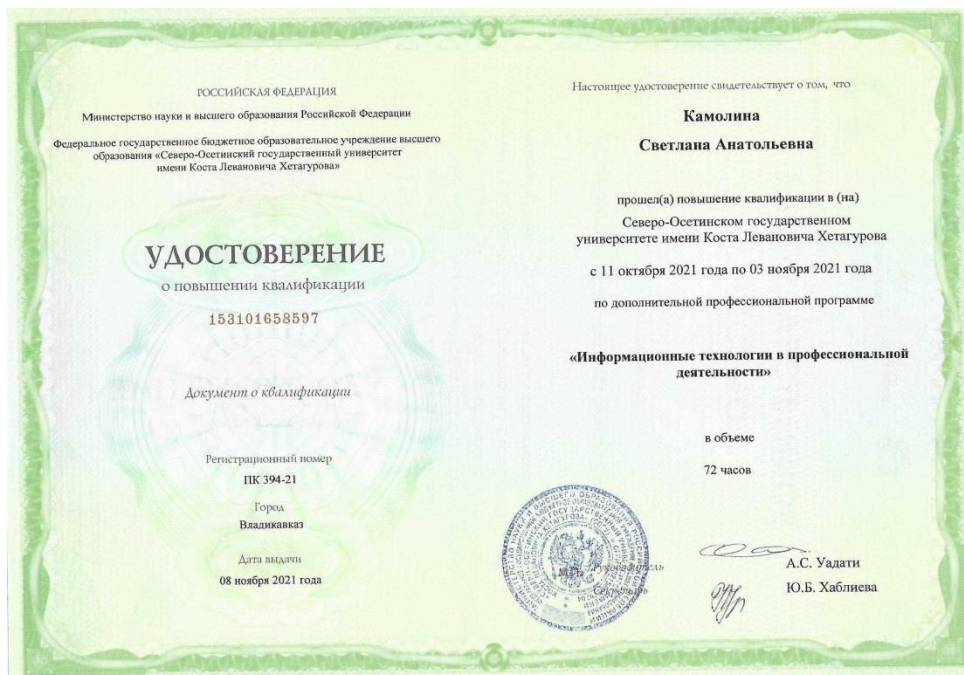 РОССИЙСКАЯ ФЕДЕРАЦИЯ
Министерство науки и высшего образования Российской Федерации
Федеральное государственное бюджетное образовательное учреждение высшего
образования «Северо-Осетинский государственный университет
имени Коста Левановича Хетагурова»
УДОСТОВЕРЕНИЕ
о повышении квалификации
153101658597
Документ о квалификации
Регистрационный номер
ПК 394-21
Город
Владикавказ
Дата выдачи
08 ноября 2021 года
Настоящее удостоверение свидетельствует о том, что
Камолина
Светлана Анатольевна
прошел(а) повышение квалификации в (на)
Северо-Осетинском государственном
университете имени Коста Левановича Хетагурова
с 11 октября 2021 года по 03 ноября 2021 года
по дополнительной профессиональной программе
«Информационные технологии в профессиональной
деятельности»
в объеме
72 часов
Руководитель
А.С. Уадати
Секретарь
Ю.Б. Хаблиева